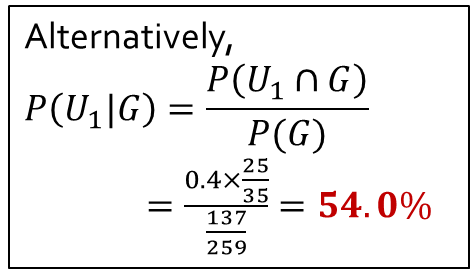 Alternatively,
P(U₁|G) = P(U₁ ∩ G) / P(G)
= 0.4×25/35 / 137/259 = 54.0%